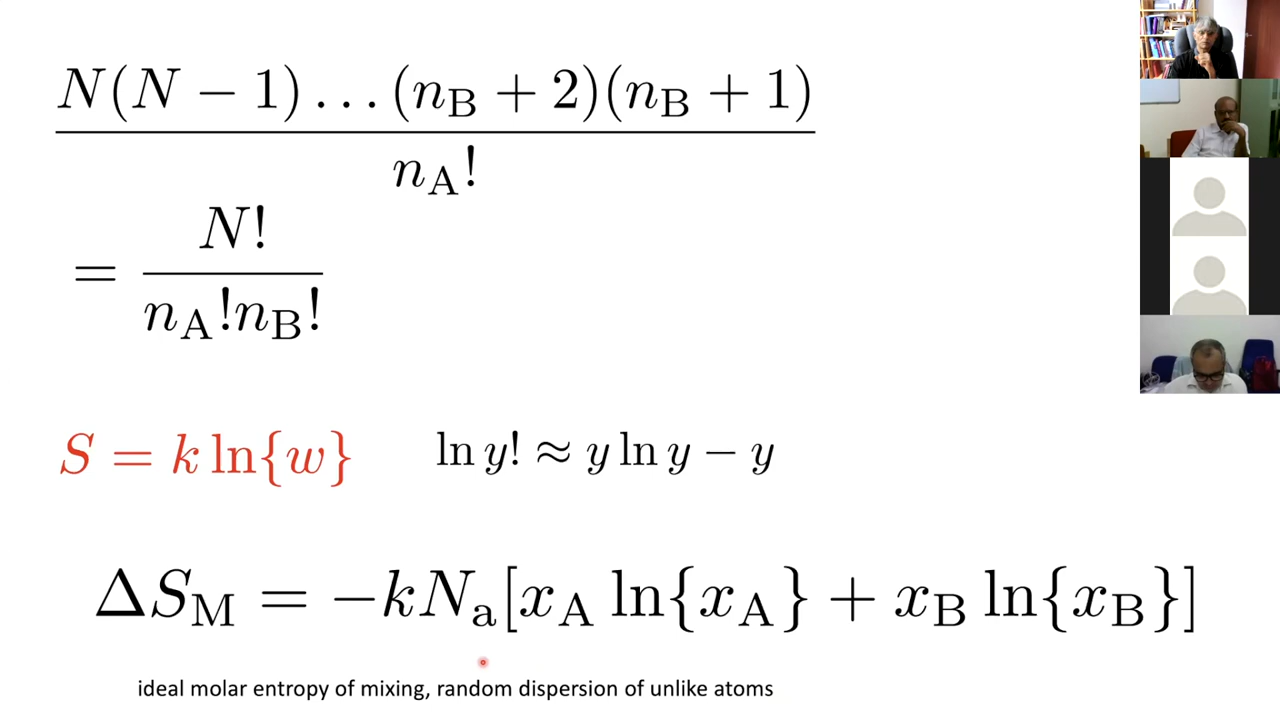 N(N − 1) . . . (n_B + 2)(n_B + 1)
n_A!
= N! / n_A!n_B!
S = k ln{w}
ln y! ≈ y ln y − y
ΔS_M = −kN_a[x_A ln{x_A} + x_B ln{x_B}]
ideal molar entropy of mixing, random dispersion of unlike atoms